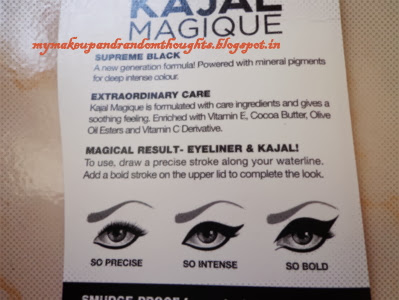 KAJAL
MAGIQUE
mymakeupandrandomthoughts.blogspot.in
SUPREME BLACK
A new generation formula! Powered with mineral pigments
for deep intense colour.
EXTRAORDINARY CARE
Kajal Magique is formulated with care ingredients and gives a
soothing feeling. Enriched with Vitamin E, Cocoa Butter, Olive
Oil Esters and Vitamin C Derivative.
MAGICAL RESULT- EYELINER & KAJAL!
To use, draw a precise stroke along your waterline.
Add a bold stroke on the upper lid to complete the look.
SO PRECISE SO INTENSE SO BOLD
SMUDGE PROOF